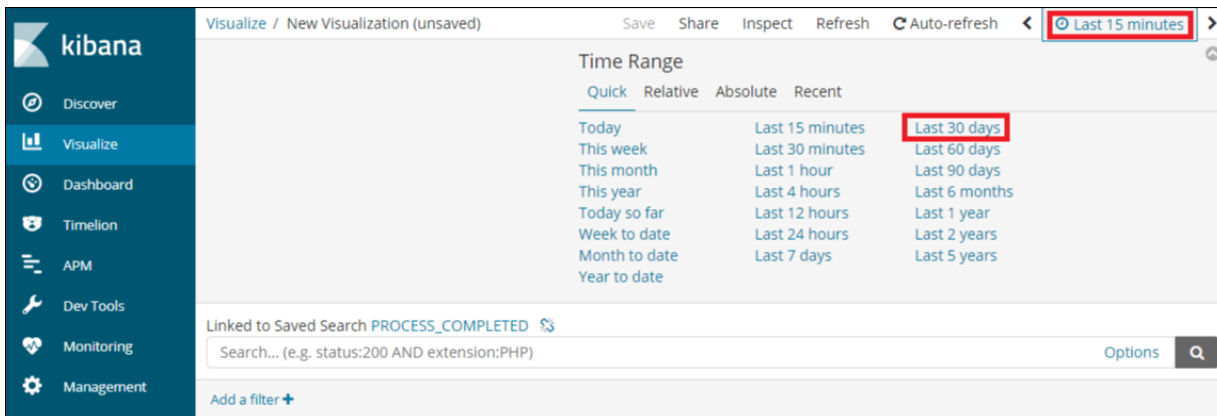 kibana
Discover
Visualize
Dashboard
Timelion
APM
Dev Tools
Monitoring
Management
Visualize / New Visualization (unsaved) Save Share Inspect Refresh Auto-refresh Last 15 minutes
Time Range
Quick Relative Absolute Recent
Today Last 15 minutes Last 30 days
This week Last 30 minutes Last 60 days
This month Last 1 hour Last 90 days
This year Last 4 hours Last 6 months
Today so far Last 12 hours Last 1 year
Week to date Last 24 hours Last 2 years
Month to date Last 7 days Last 5 years
Year to date
Linked to Saved Search PROCESS_COMPLETED
Search... (e.g. status:200 AND extension:PHP) Options
Add a filter +